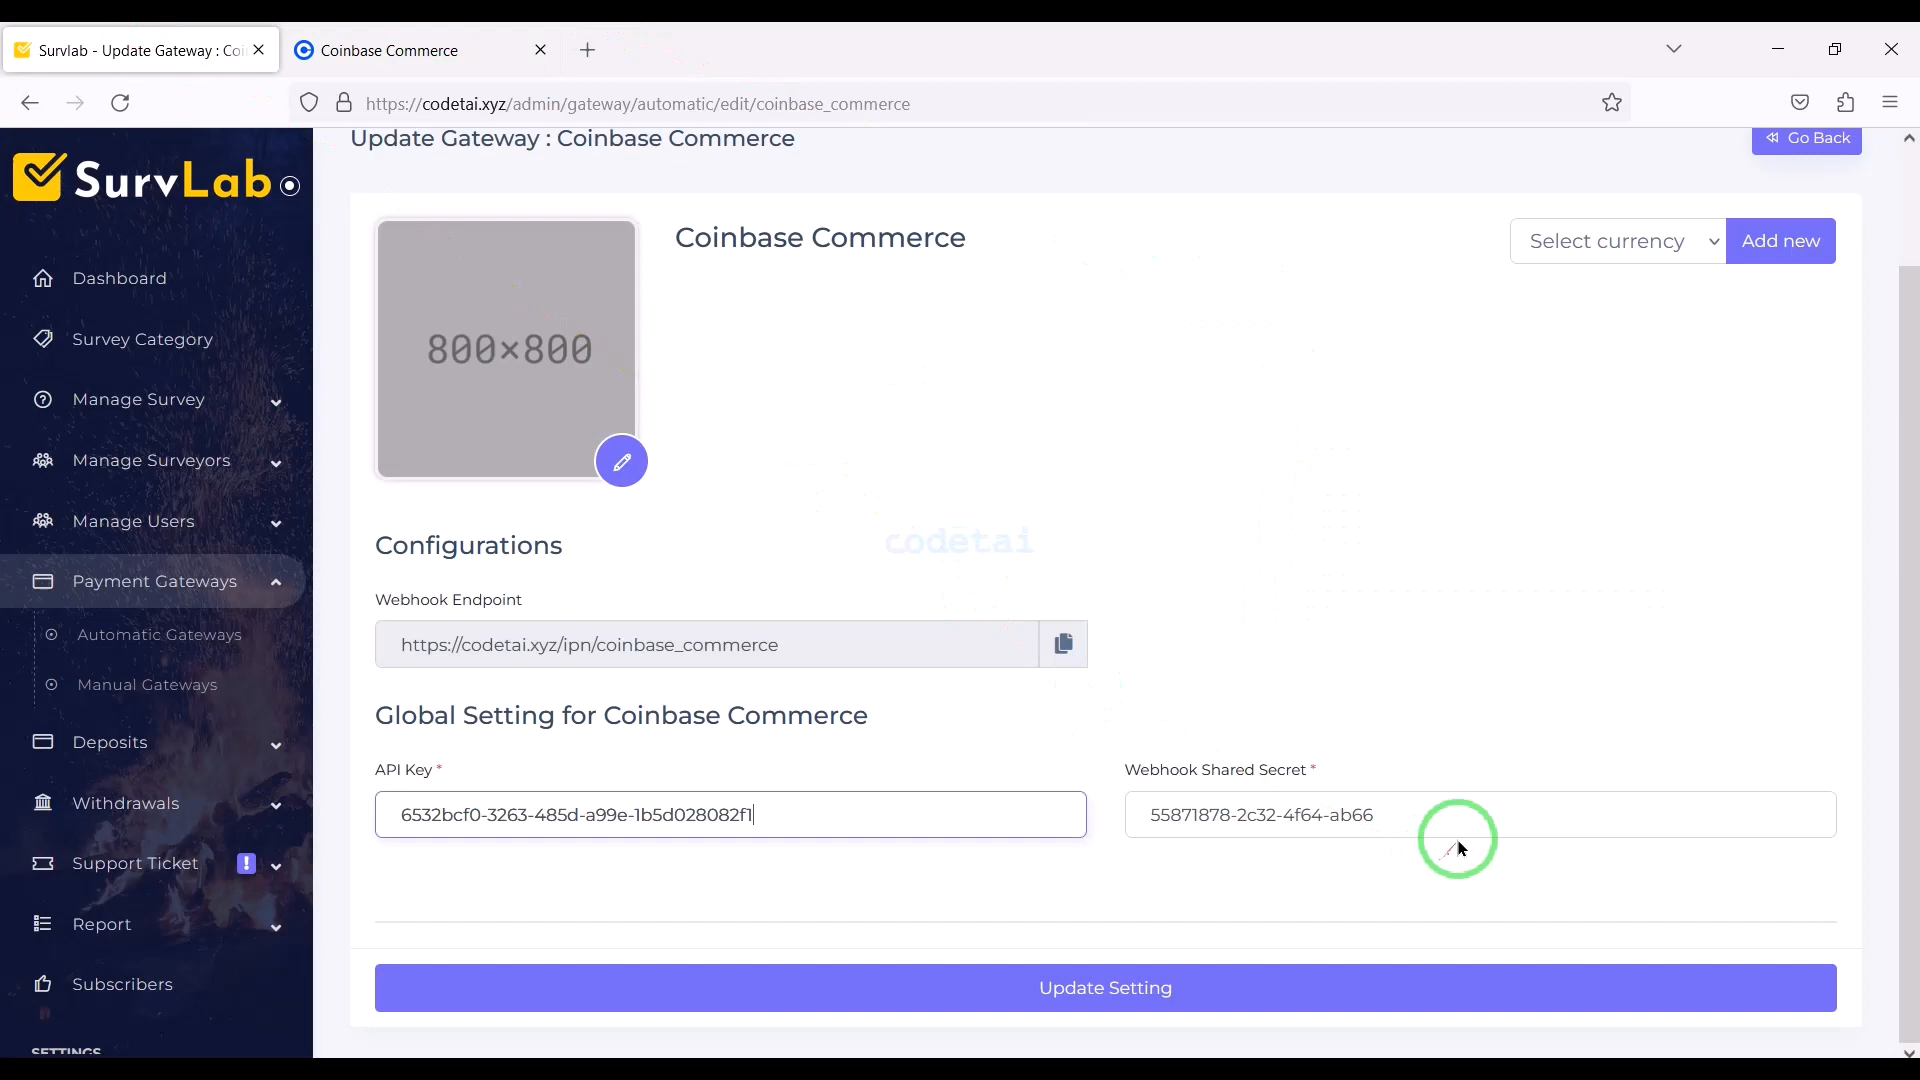 Survlab - Update Gateway : Coi
Coinbase Commerce
https://codetai.xyz/admin/gateway/automatic/edit/coinbase_commerce
SurvLab
Dashboard
Survey Category
Manage Survey
Manage Surveyors
Manage Users
Payment Gateways
Automatic Gateways
Manual Gateways
Deposits
Withdrawals
Support Ticket
!
Report
Subscribers
SETTINGS
Update Gateway : Coinbase Commerce
Go Back
800×800
Coinbase Commerce
Select currency
Add new
Configurations
codetai
Webhook Endpoint
https://codetai.xyz/ipn/coinbase_commerce
Global Setting for Coinbase Commerce
API Key *
6532bcf0-3263-485d-a99e-1b5d028082f1
Webhook Shared Secret *
55871878-2c32-4f64-ab66
Update Setting